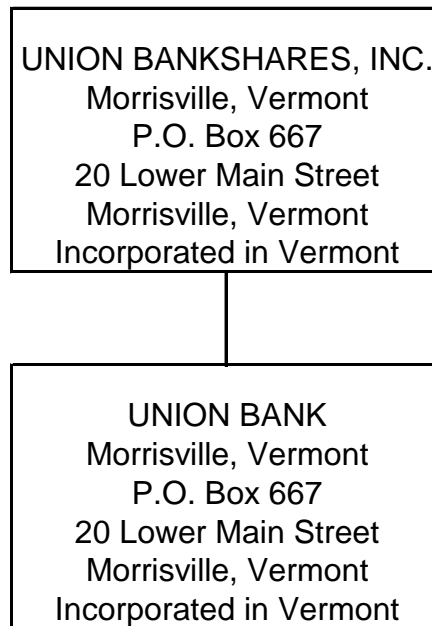 UNION BANKSHARES, INC.
Morrisville, Vermont
P.O. Box 667
20 Lower Main Street
Morrisville, Vermont
Incorporated in Vermont
UNION BANK
Morrisville, Vermont
P.O. Box 667
20 Lower Main Street
Morrisville, Vermont
Incorporated in Vermont